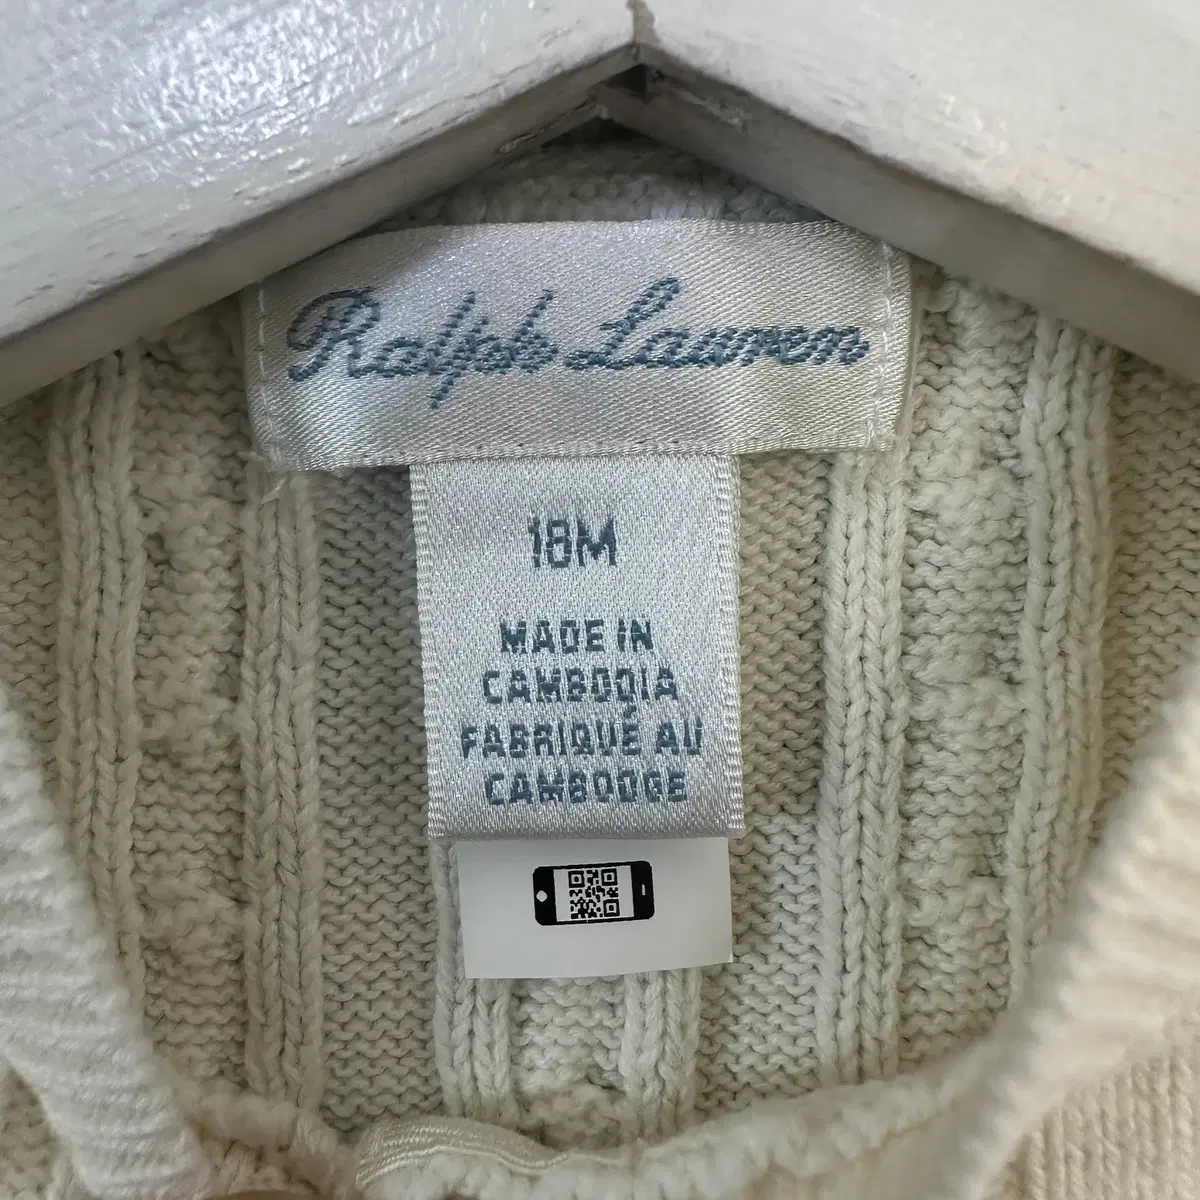 Ralph Lauren
18M
MADE IN
CAMBODIA
FABRIQUÉ AU
CAMBODGE